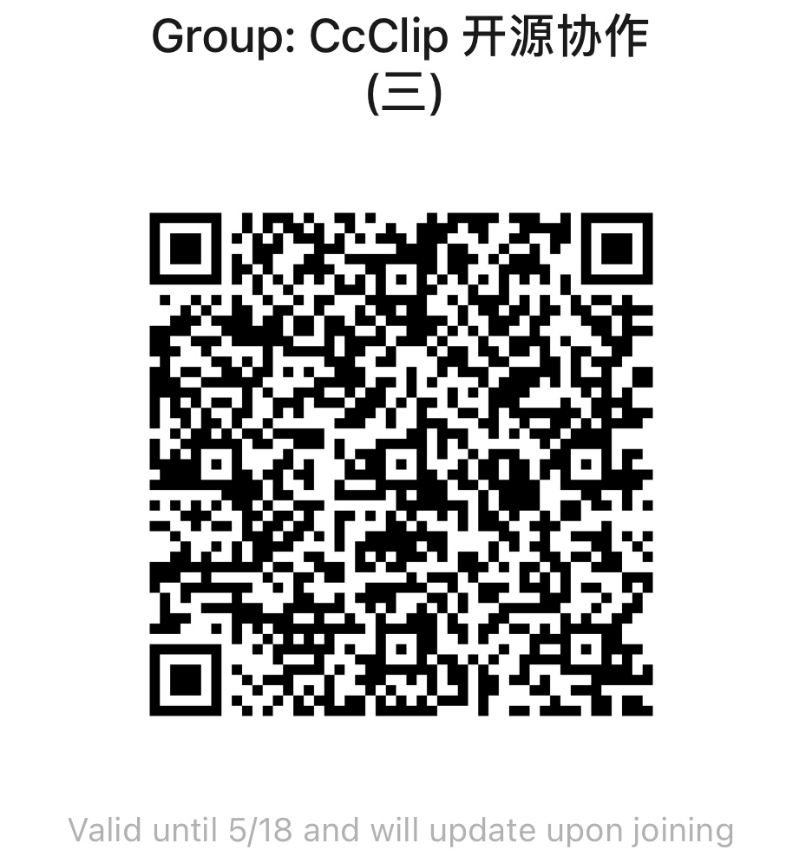 Group: CcClip 开源协作
(三)
Valid until 5/18 and will update upon joining